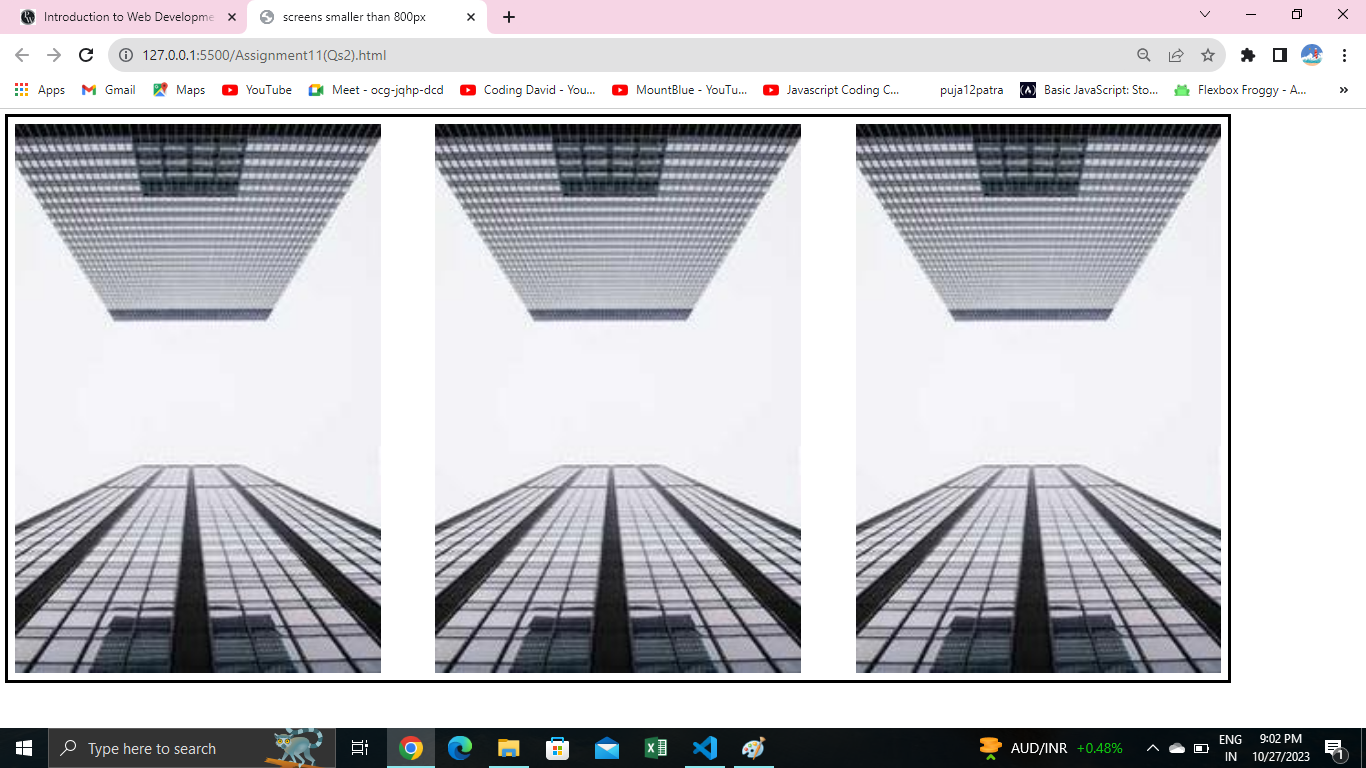 Introduction to Web Developme
screens smaller than 800px
127.0.0.1:5500/Assignment11(Qs2).html
Apps
Gmail
Maps
YouTube
Meet - ocg-jqhp-dcd
Coding David - You...
MountBlue - YouTu...
Javascript Coding C...
puja12patra
Basic JavaScript: Sto...
Flexbox Froggy - A...
»
Type here to search
AUD/INR +0.48%
ENG
IN
9:02 PM
10/27/2023
1